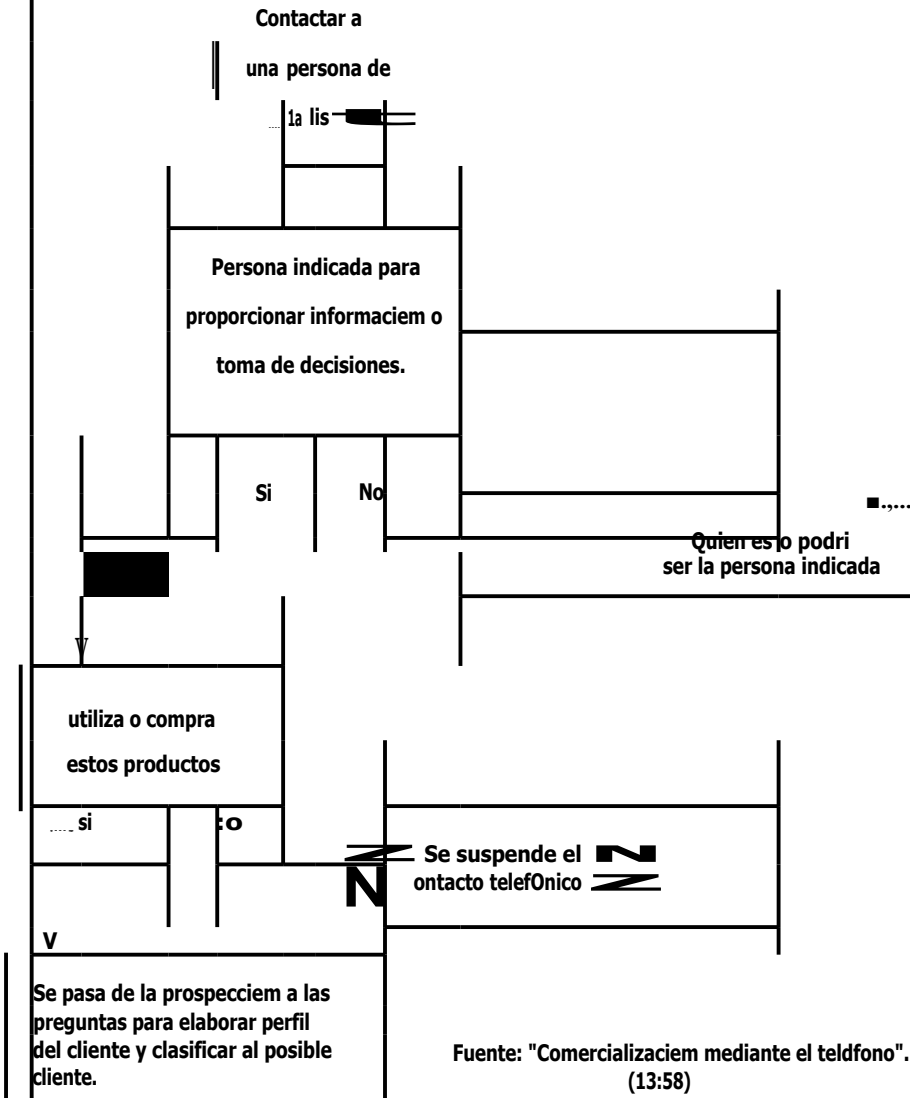 Contactar a
una persona de
1a lis
Persona indicada para
proporcionar informaciem o
toma de decisiones.
Si
No
Quien es o podri
ser la persona indicada
V
utiliza o compra
estos productos
si
:o
Se suspende el
ontacto telefOnico
V
Se pasa de la prospecciem a las
preguntas para elaborar perfil
del cliente y clasificar al posible
cliente.
Fuente: "Comercializaciem mediante el teldfono".
(13:58)